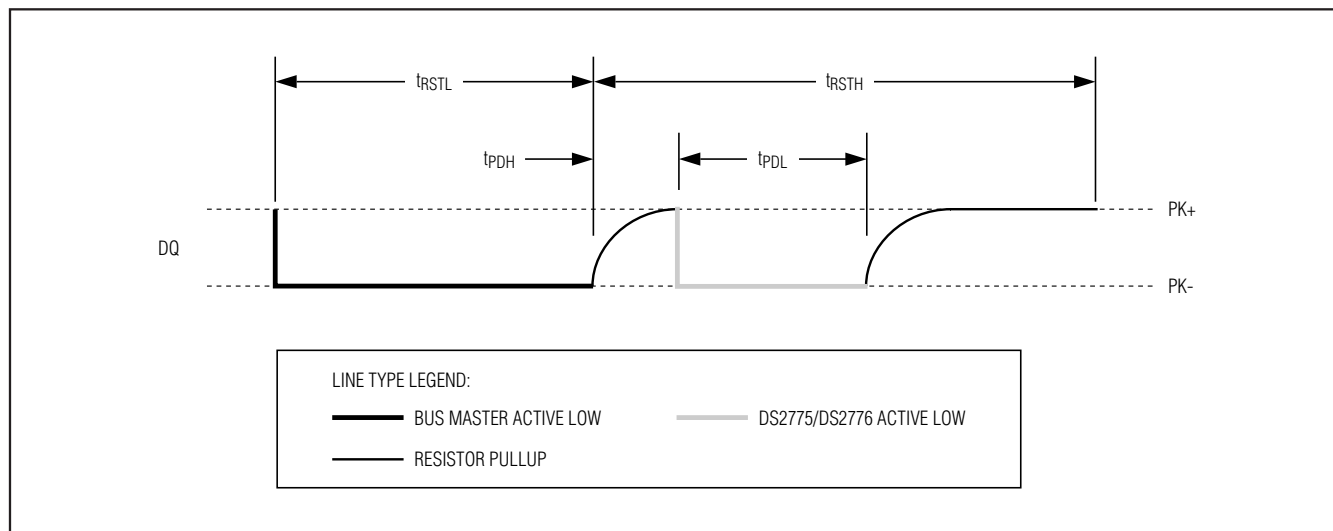 tRSTL
tRSTH
tPDH
tPDL
PK+
DQ
PK-
LINE TYPE LEGEND:
BUS MASTER ACTIVE LOW
DS2775/DS2776 ACTIVE LOW
RESISTOR PULLUP